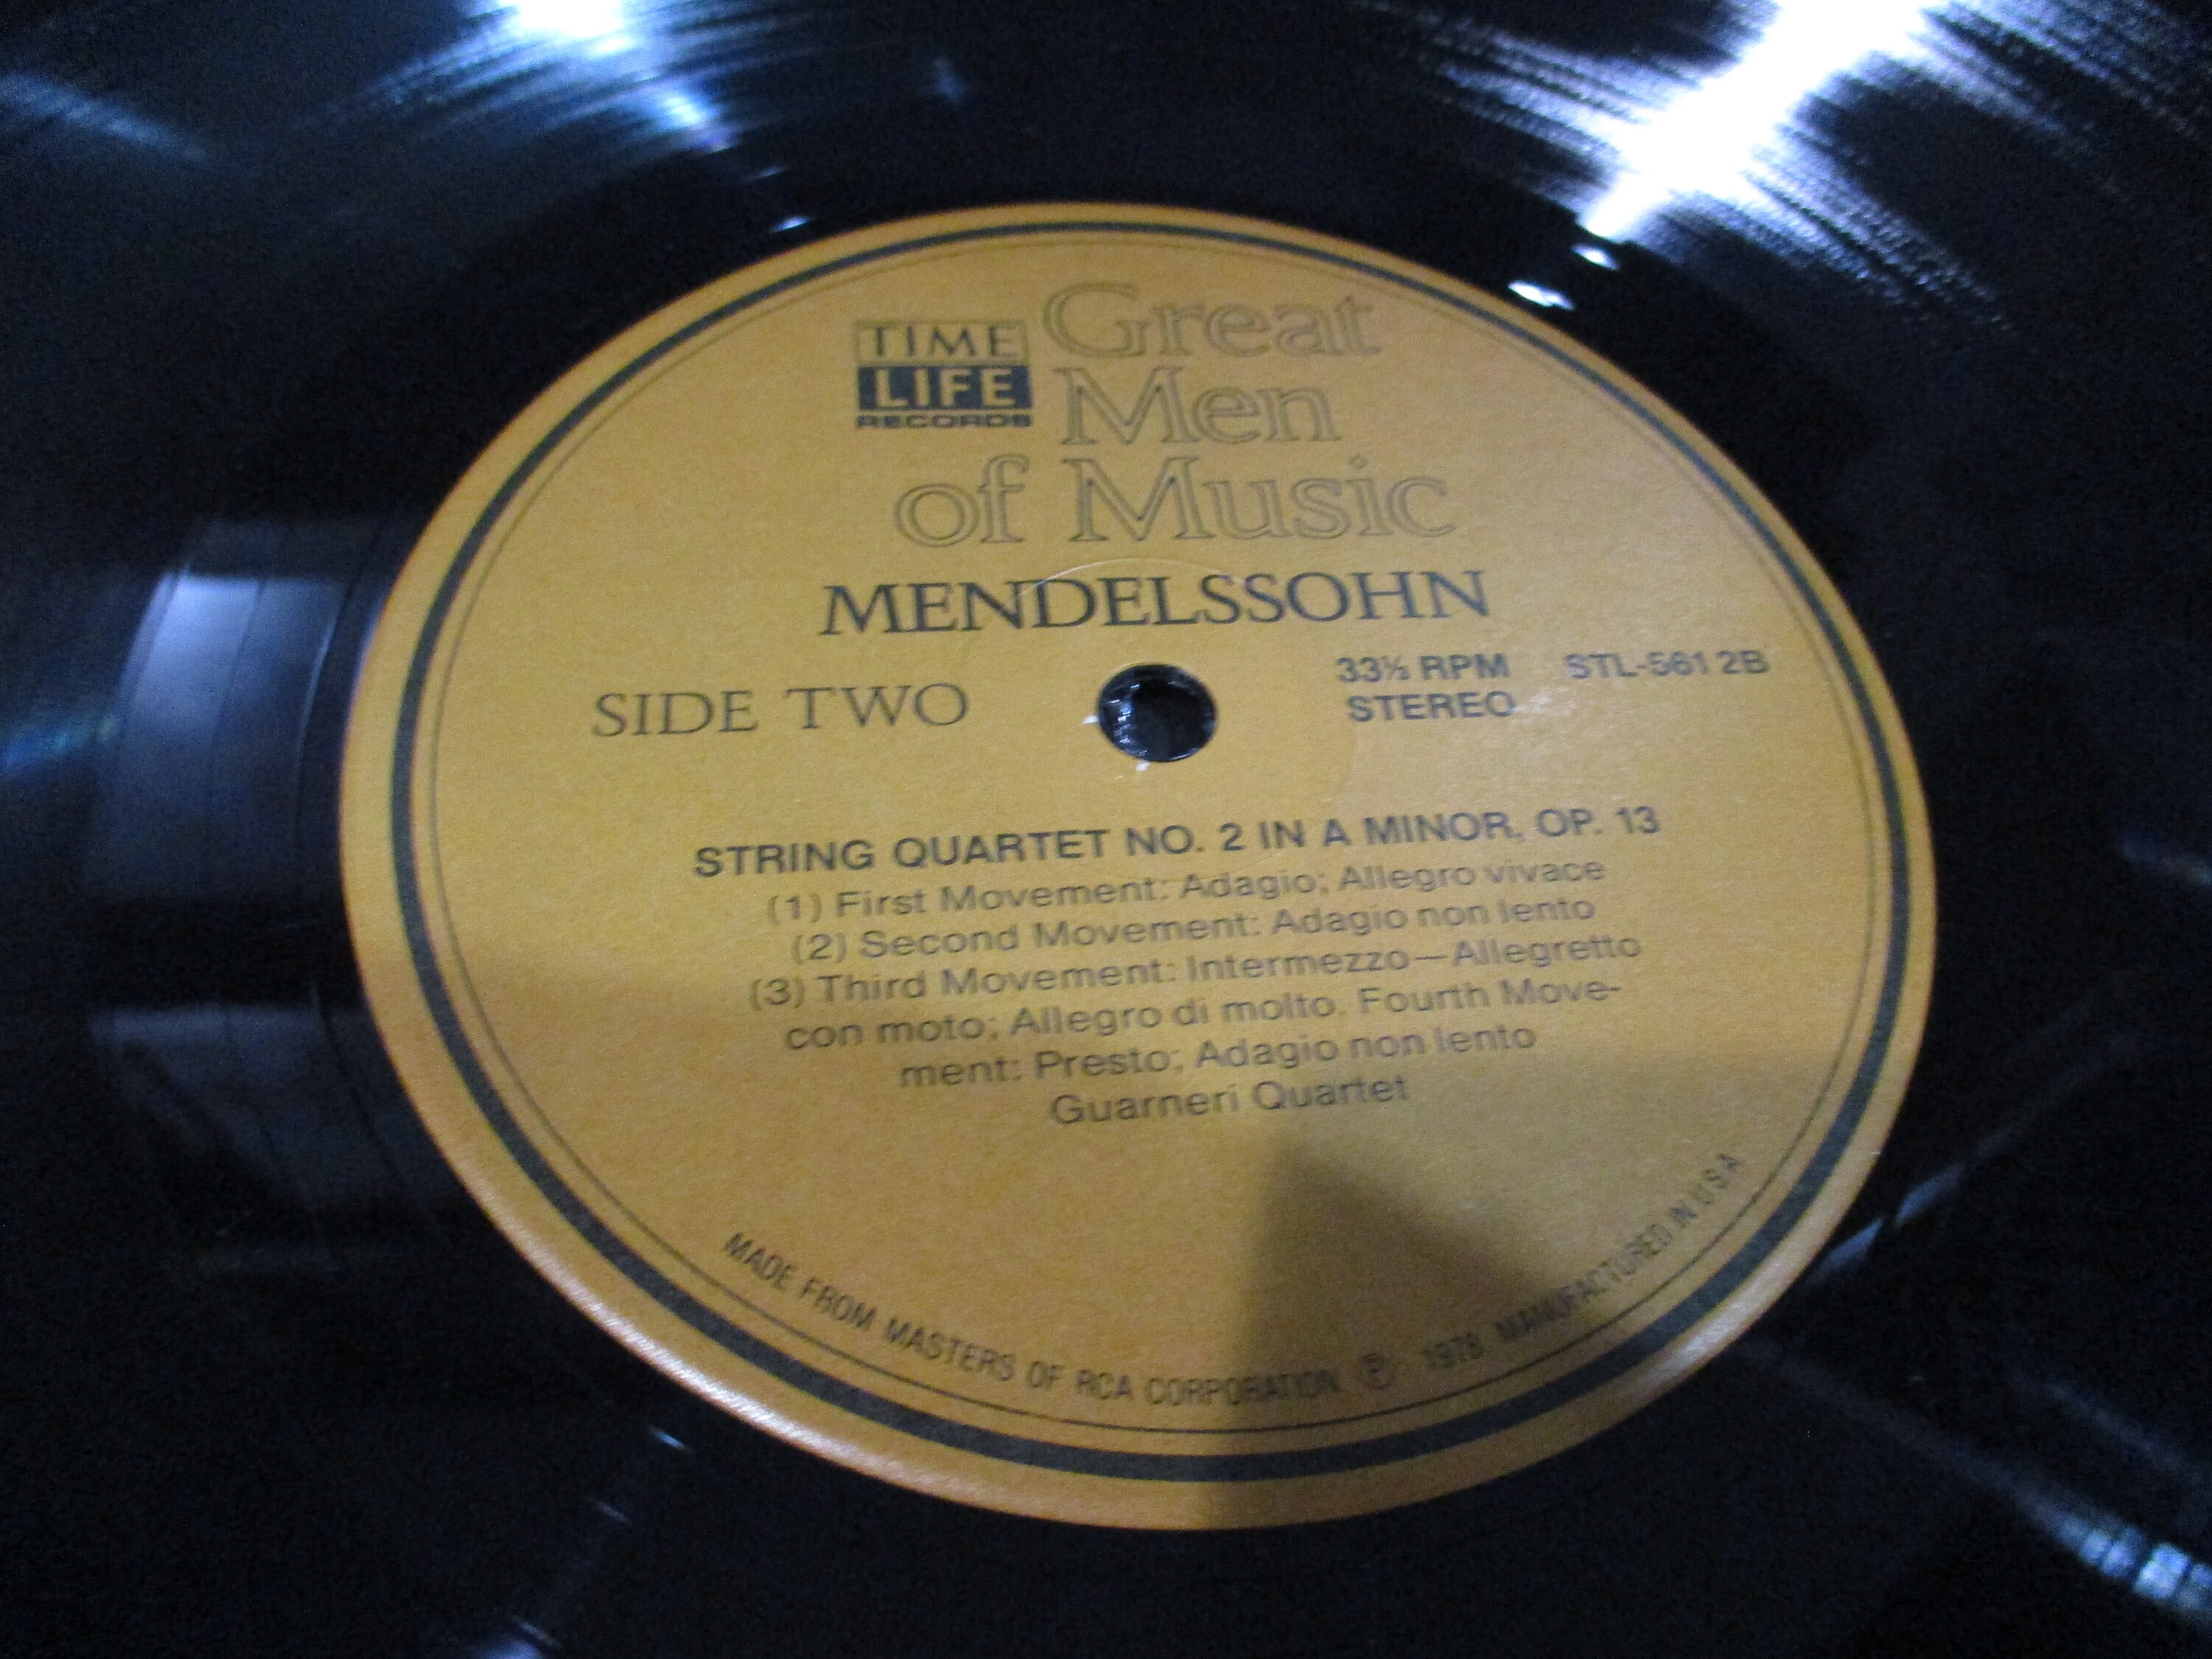 TIME
LIFE
RECORDS
Great
Men
of Music
MENDELSSOHN
SIDE TWO
33⅓ RPM STL-561 2B
STEREO
STRING QUARTET NO. 2 IN A MINOR, OP. 13
(1) First Movement: Adagio; Allegro vivace
(2) Second Movement: Adagio non lento
(3) Third Movement: Intermezzo—Allegretto
con moto; Allegro di molto. Fourth Move-
ment: Presto; Adagio non lento
Guarneri Quartet
MADE FROM MASTERS OF RCA CORPORATION Ⓟ 1978 MANUFACTURED IN U.S.A